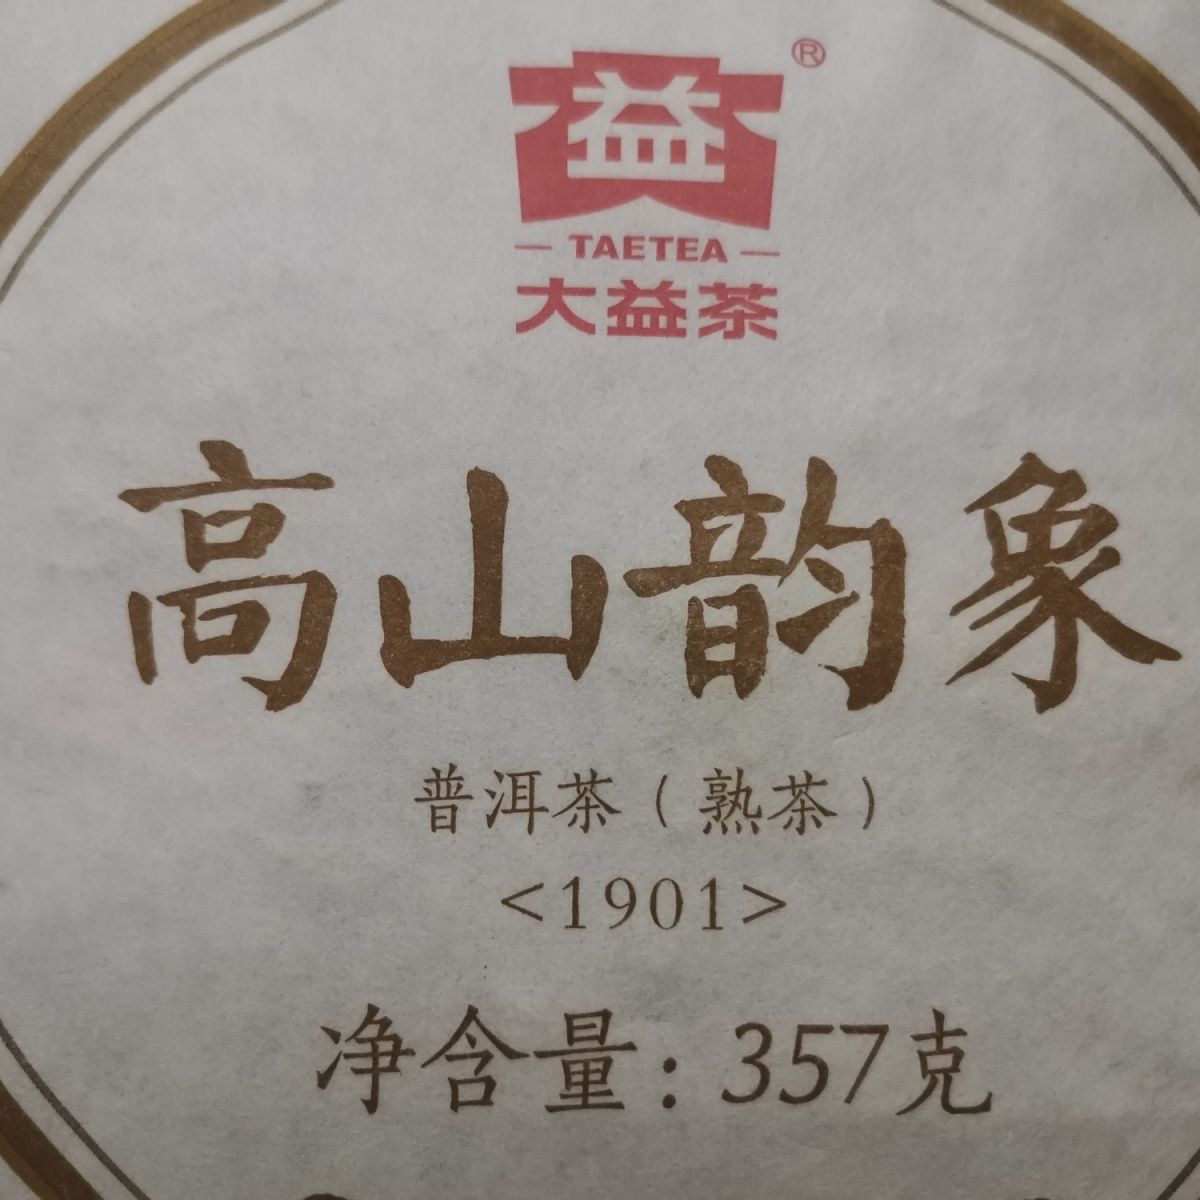 益®
TAETEA
大益茶
高山韵象
普洱茶（熟茶）
<1901>
净含量：357克